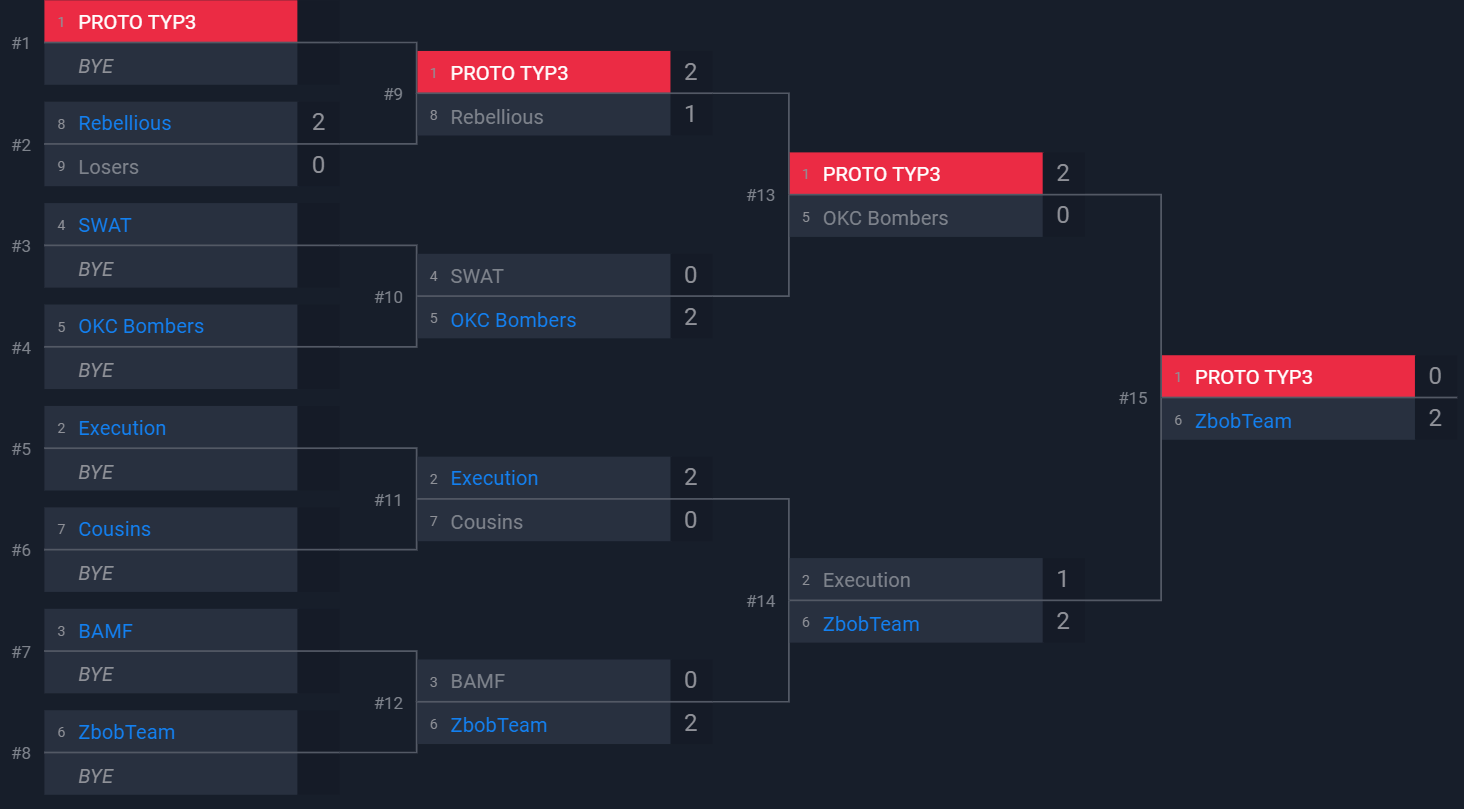 #1
1 PROTO TYP3
BYE
#2
8 Rebellious 2
9 Losers 0
#3
4 SWAT
BYE
#4
5 OKC Bombers
BYE
#5
2 Execution
BYE
#6
7 Cousins
BYE
#7
3 BAMF
BYE
#8
6 ZbobTeam
BYE
#9
1 PROTO TYP3 2
8 Rebellious 1
#10
4 SWAT 0
5 OKC Bombers 2
#11
2 Execution 2
7 Cousins 0
#12
3 BAMF 0
6 ZbobTeam 2
#13
1 PROTO TYP3 2
5 OKC Bombers 0
#14
2 Execution 1
6 ZbobTeam 2
#15
1 PROTO TYP3 0
6 ZbobTeam 2